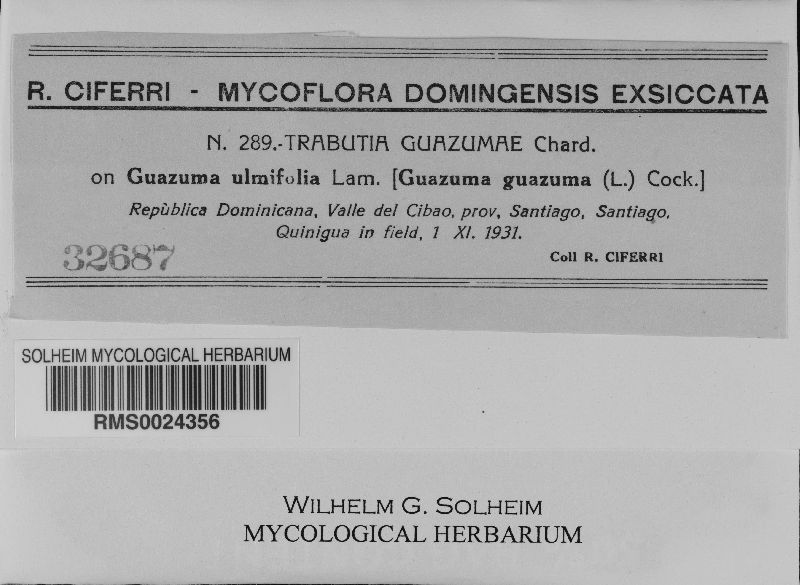 R. CIFERRI - MYCOFLORA DOMINGENSIS EXSICCATA
N. 289.-TRABUTIA GUAZUMAE Chard.
on Guazuma ulmifolia Lam. [Guazuma guazuma (L.) Cock.]
Repùblica Dominicana, Valle del Cibao, prov, Santiago, Santiago,
Quinigua in field, 1 XI. 1931.
32687
Coll R. CIFERRI
SOLHEIM MYCOLOGICAL HERBARIUM
RMS0024356
WILHELM G. SOLHEIM
MYCOLOGICAL HERBARIUM